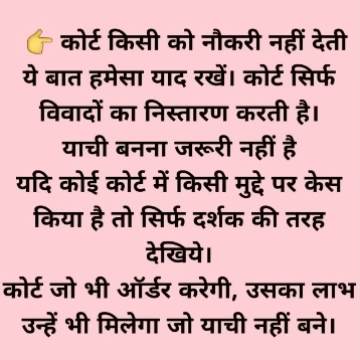 👉 कोर्ट किसी को नौकरी नहीं देती
ये बात हमेसा याद रखें। कोर्ट सिर्फ
विवादों का निस्तारण करती है।
याची बनना जरूरी नहीं है
यदि कोई कोर्ट में किसी मुद्दे पर केस
किया है तो सिर्फ दर्शक की तरह
देखिये।
कोर्ट जो भी ऑर्डर करेगी, उसका लाभ
उन्हें भी मिलेगा जो याची नहीं बने।